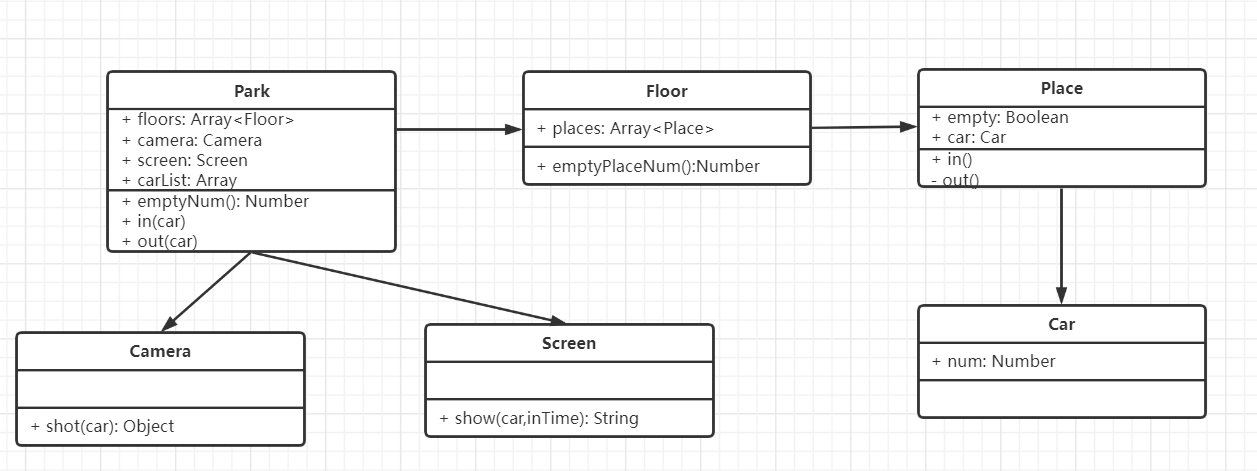 Park
+ floors: Array<Floor>
+ camera: Camera
+ screen: Screen
+ carList: Array
+ emptyNum(): Number
+ in(car)
+ out(car)
Floor
+ places: Array<Place>
+ emptyPlaceNum():Number
Place
+ empty: Boolean
+ car: Car
+ in()
- out()
Camera
+ shot(car): Object
Screen
+ show(car,inTime): String
Car
+ num: Number